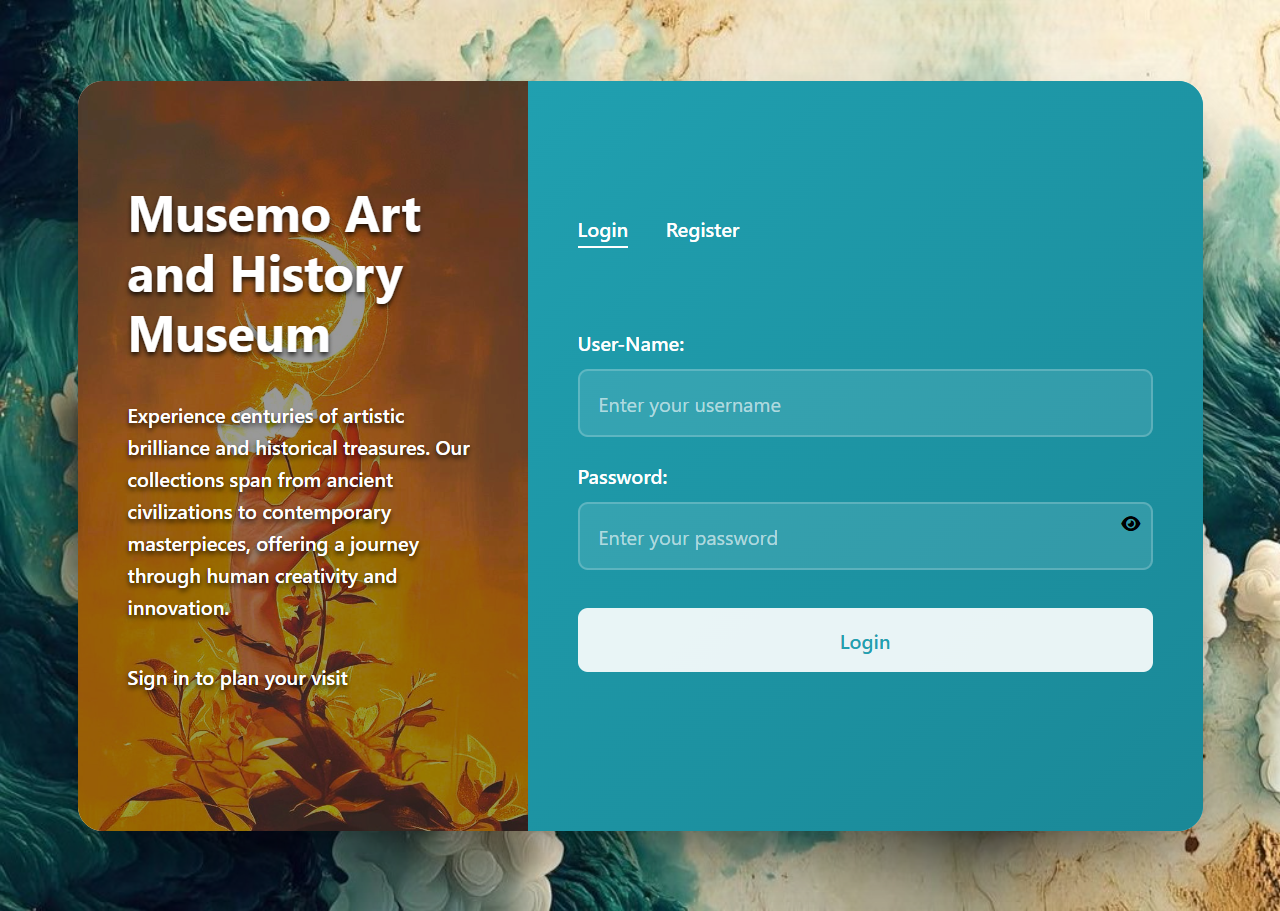 Musemo Art
and History
Museum
Experience centuries of artistic
brilliance and historical treasures. Our
collections span from ancient
civilizations to contemporary
masterpieces, offering a journey
through human creativity and
innovation.
Sign in to plan your visit
Login Register
User-Name:
Enter your username
Password:
Enter your password
Login